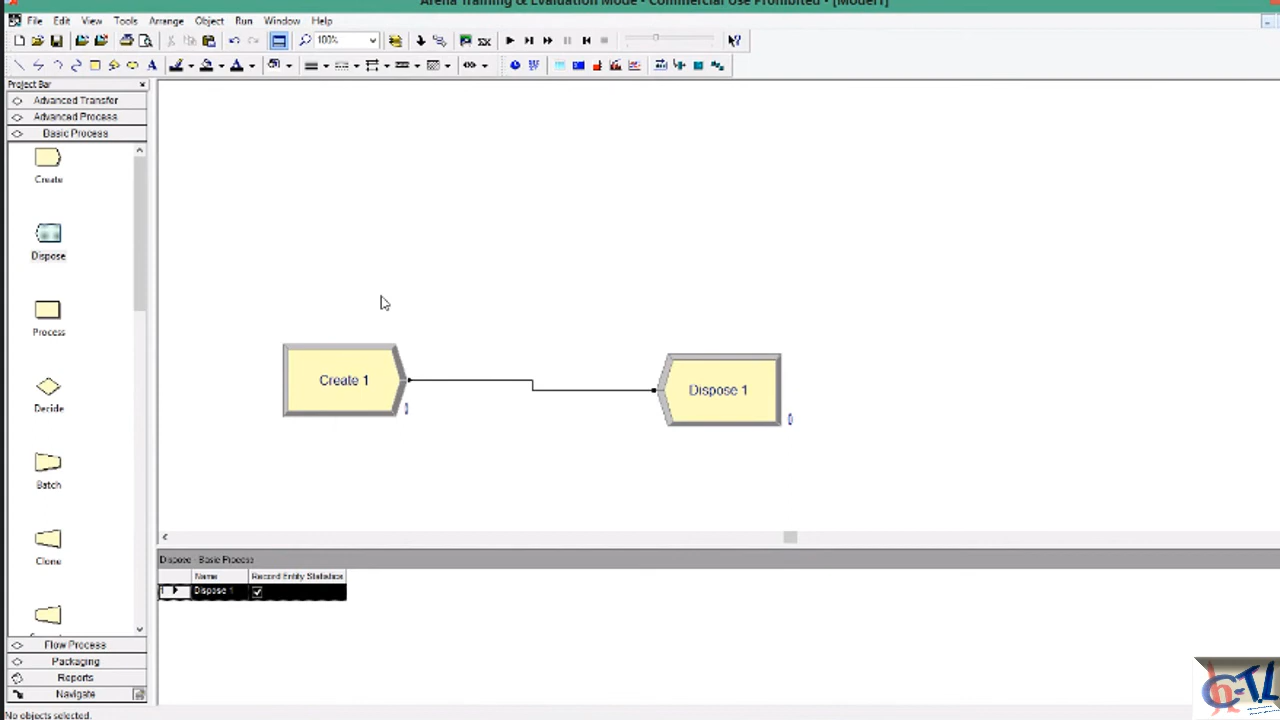 Arena Training & Evaluation Mode - Commercial Use Prohibited - [Model1]
File Edit View Tools Arrange Object Run Window Help
100%
Project Bar
Advanced Transfer
Advanced Process
Basic Process
Create
Dispose
Process
Decide
Batch
Clone
Create 1
Dispose 1
0
0
Dispose - Basic Process
Name Record Entity Statistics
1 Dispose 1
Flow Process
Packaging
Reports
Navigate
No objects selected.